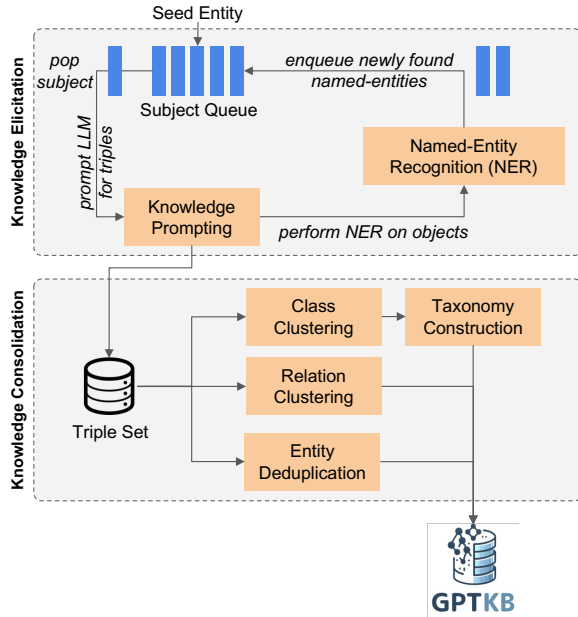 Seed Entity
Knowledge Elicitation
pop
subject
enqueue newly found
named-entities
Subject Queue
prompt LLM
for triples
Named-Entity
Recognition (NER)
Knowledge
Prompting
perform NER on objects
Knowledge Consolidation
Class
Clustering
Taxonomy
Construction
Relation
Clustering
Triple Set
Entity
Deduplication
GPTKB